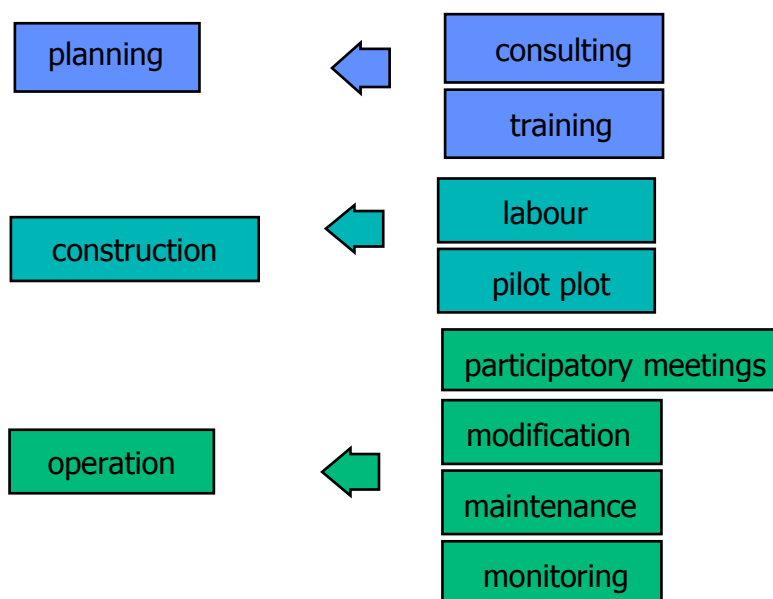 planning
consulting
training
construction
labour
pilot plot
operation
participatory meetings
modification
maintenance
monitoring